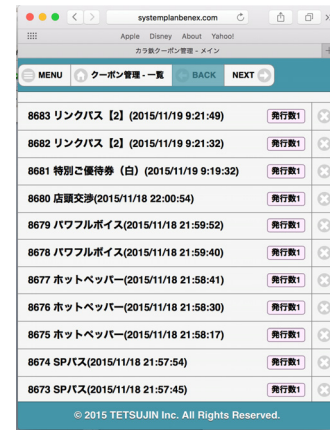 systemplanbenex.com
Apple Disney About Yahoo!
カラ鉄クーポン管理 - メイン
MENU クーポン管理 - 一覧 BACK NEXT
8683 リンクパス【2】(2015/11/19 9:21:49) 発行数1
8682 リンクパス【2】(2015/11/19 9:21:32) 発行数1
8681 特別ご優待券（白）(2015/11/19 9:19:32) 発行数1
8680 店頭交渉(2015/11/18 22:00:54) 発行数1
8679 パワフルボイス(2015/11/18 21:59:52) 発行数1
8678 パワフルボイス(2015/11/18 21:59:40) 発行数1
8677 ホットペッパー(2015/11/18 21:58:41) 発行数1
8676 ホットペッパー(2015/11/18 21:58:30) 発行数1
8675 ホットペッパー(2015/11/18 21:58:17) 発行数1
8674 SPパス(2015/11/18 21:57:54) 発行数1
8673 SPパス(2015/11/18 21:57:45) 発行数1
© 2015 TETSUJIN Inc. All Rights Reserved.